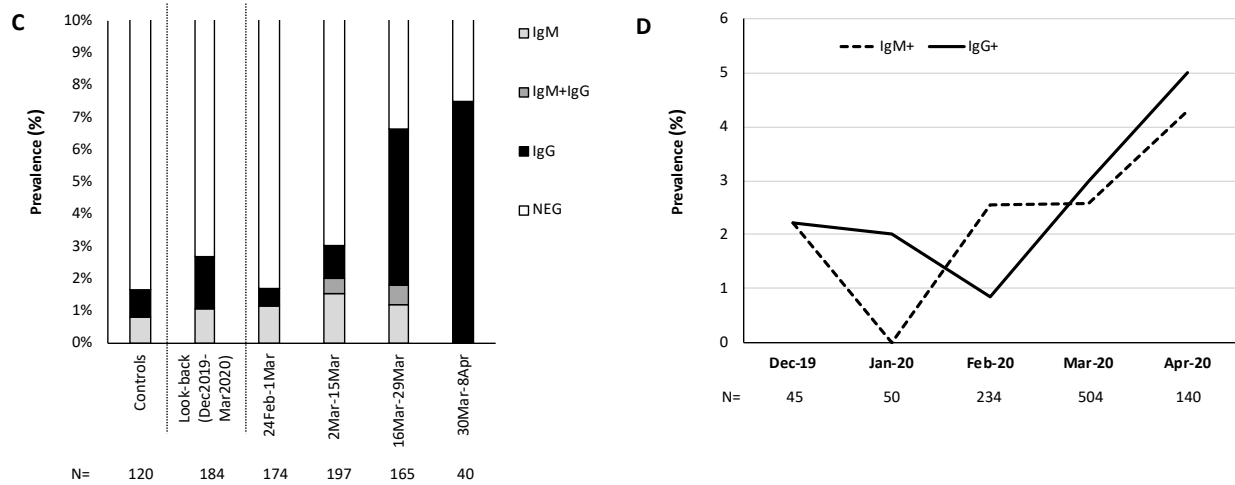 C
Prevalence (%)
10%
9%
8%
7%
6%
5%
4%
3%
2%
1%
0%
IgM
IgM+IgG
IgG
NEG
Controls
Look-back
(Dec2019-
Mar2020)
24Feb-1Mar
2Mar-15Mar
16Mar-29Mar
30Mar-8Apr
N= 120 184 174 197 165 40
D
Prevalence (%)
6
5
4
3
2
1
0
IgM+ IgG+
Dec-19 Jan-20 Feb-20 Mar-20 Apr-20
N= 45 50 234 504 140